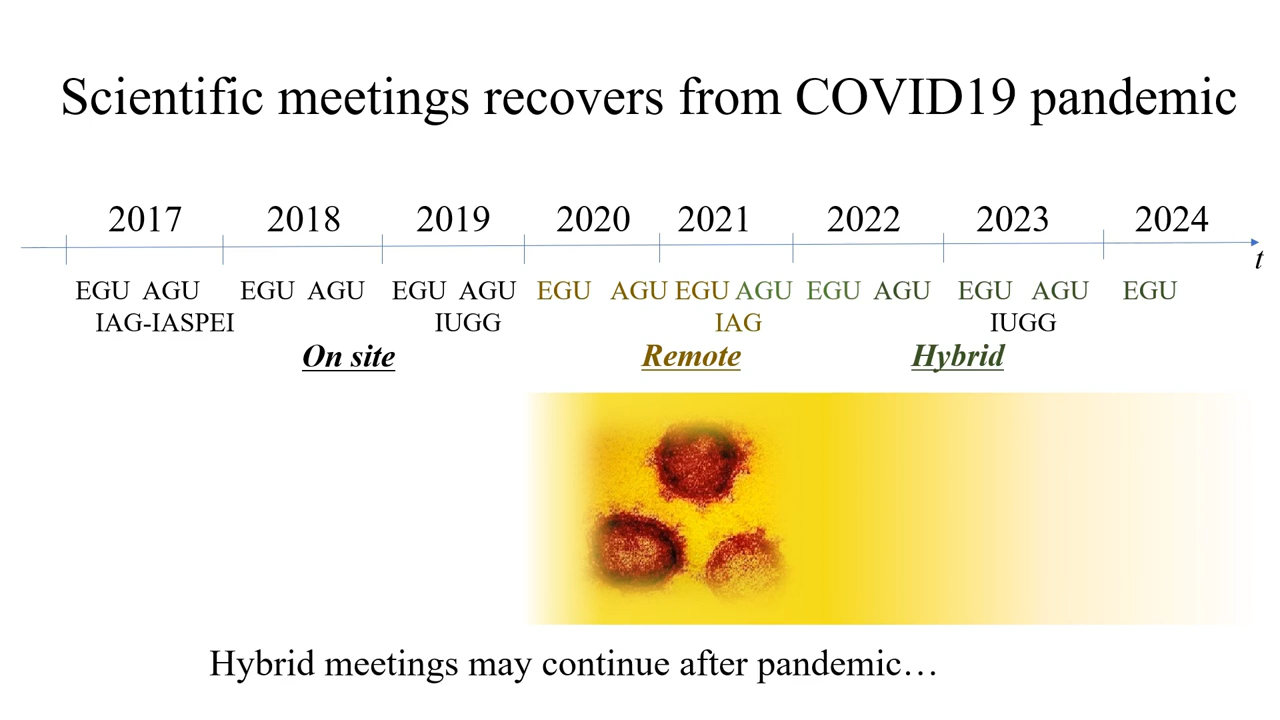 Scientific meetings recovers from COVID19 pandemic
2017 2018 2019 2020 2021 2022 2023 2024
t
EGU AGU EGU AGU EGU AGU EGU AGU EGU AGU EGU AGU EGU AGU EGU
IAG-IASPEI IUGG IAG IUGG
On site Remote Hybrid
Hybrid meetings may continue after pandemic…